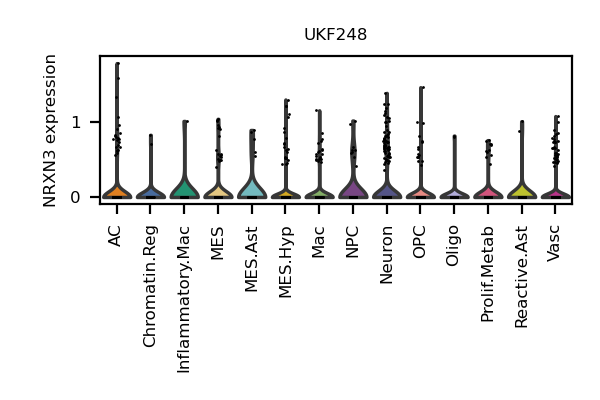 UKF248
NRXN3 expression
1
0
AC
Chromatin.Reg
Inflammatory.Mac
MES
MES.Ast
MES.Hyp
Mac
NPC
Neuron
OPC
Oligo
Prolif.Metab
Reactive.Ast
Vasc